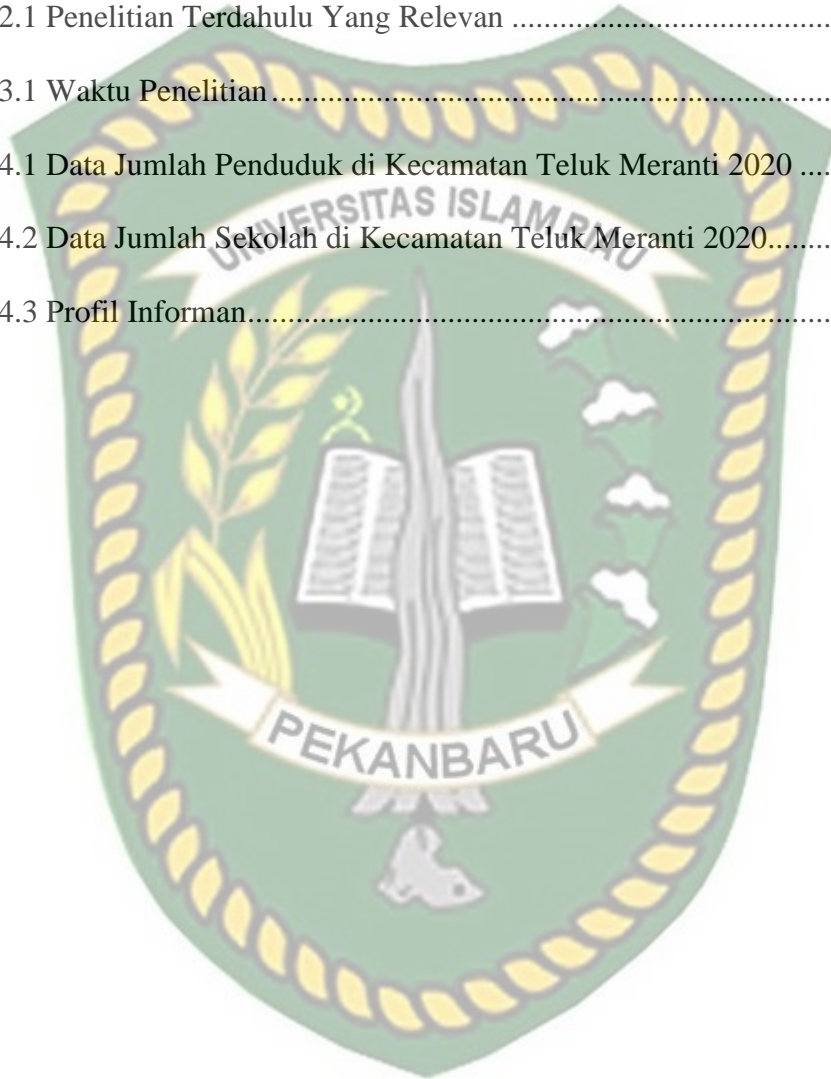 2.1 Penelitian Terdahulu Yang Relevan ........................................
3.1 Waktu Penelitian........................................................................
4.1 Data Jumlah Penduduk di Kecamatan Teluk Meranti 2020 ....
UNIVERSITAS ISLAM RIAU
4.2 Data Jumlah Sekolah di Kecamatan Teluk Meranti 2020........
4.3 Profil Informan...........................................................................
PEKANBARU